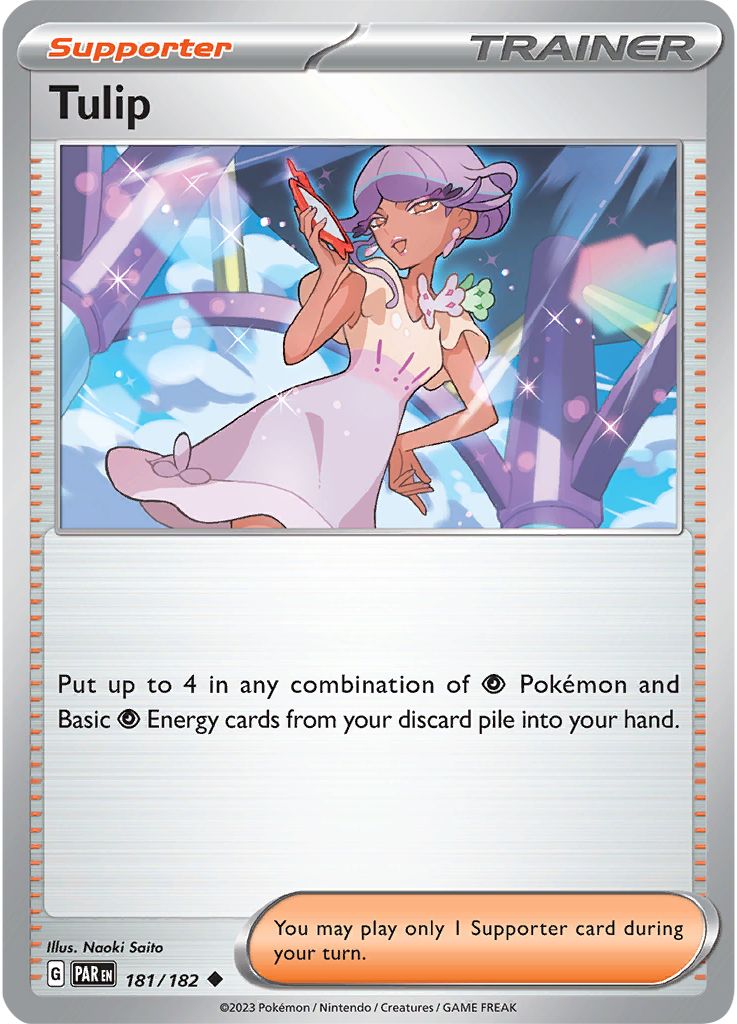 Supporter
TRAINER
Tulip
Put up to 4 in any combination of Pokémon and
Basic Energy cards from your discard pile into your hand.
You may play only 1 Supporter card during
your turn.
Illus. Naoki Saito
G PAR EN 181/182
©2023 Pokémon / Nintendo / Creatures / GAME FREAK